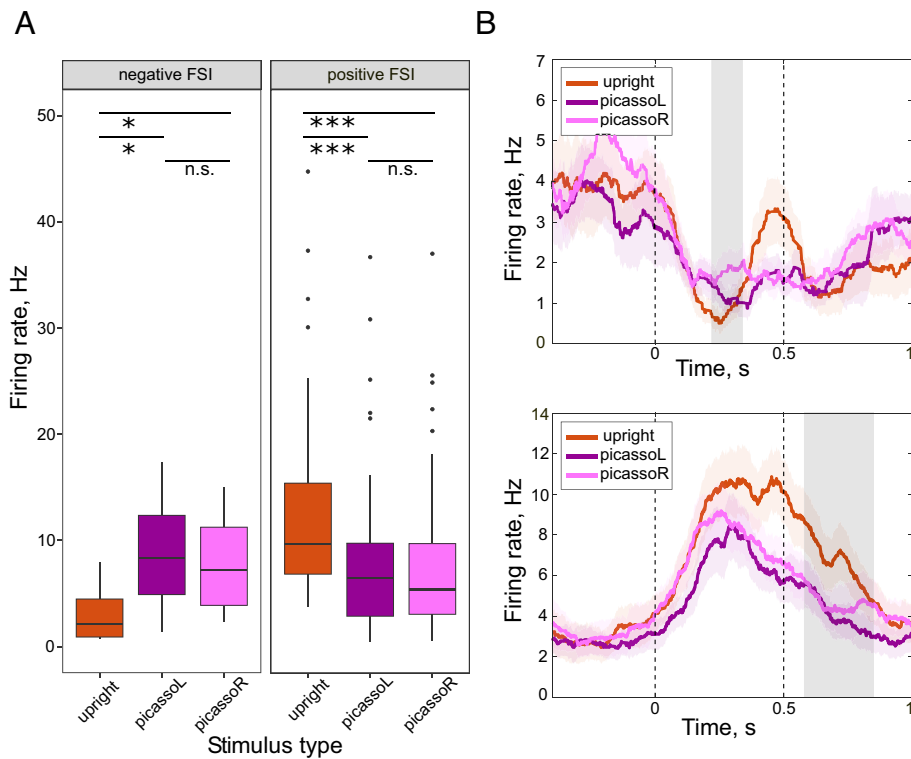 A
negative FSI
positive FSI
Firing rate, Hz
50
40
30
20
10
0
*
*
n.s.
***
***
n.s.
upright
picassoL
picassoR
upright
picassoL
picassoR
Stimulus type
B
Firing rate, Hz
7
6
5
4
3
2
1
0
upright
picassoL
picassoR
0
0.5
1
Time, s
Firing rate, Hz
14
12
10
8
6
4
2
0
upright
picassoL
picassoR
0
0.5
1
Time, s